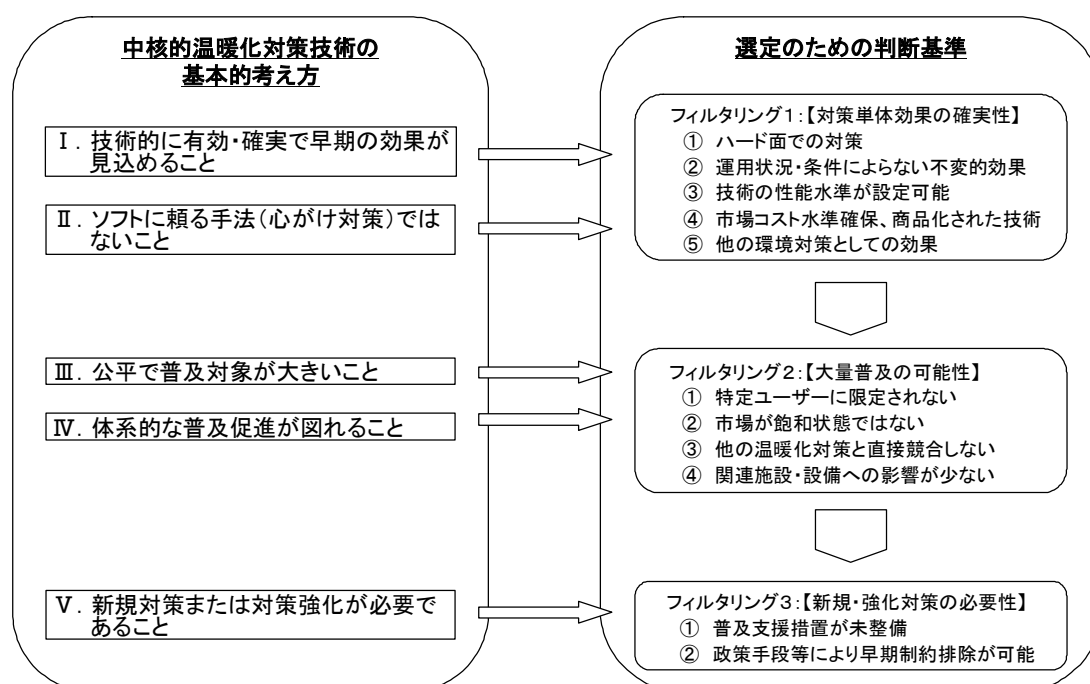 中核的温暖化対策技術の
基本的考え方
Ⅰ．技術的に有効・確実で早期の効果が
見込めること
Ⅱ．ソフトに頼る手法（心がけ対策）では
ないこと
Ⅲ．公平で普及対象が大きいこと
Ⅳ．体系的な普及促進が図れること
Ⅴ．新規対策または対策強化が必要で
あること
選定のための判断基準
フィルタリング１：【対策単体効果の確実性】
① ハード面での対策
② 運用状況・条件によらない不変的効果
③ 技術の性能水準が設定可能
④ 市場コスト水準確保、商品化された技術
⑤ 他の環境対策としての効果
フィルタリング２：【大量普及の可能性】
① 特定ユーザーに限定されない
② 市場が飽和状態ではない
③ 他の温暖化対策と直接競合しない
④ 関連施設・設備への影響が少ない
フィルタリング３：【新規・強化対策の必要性】
① 普及支援措置が未整備
② 政策手段等により早期制約排除が可能